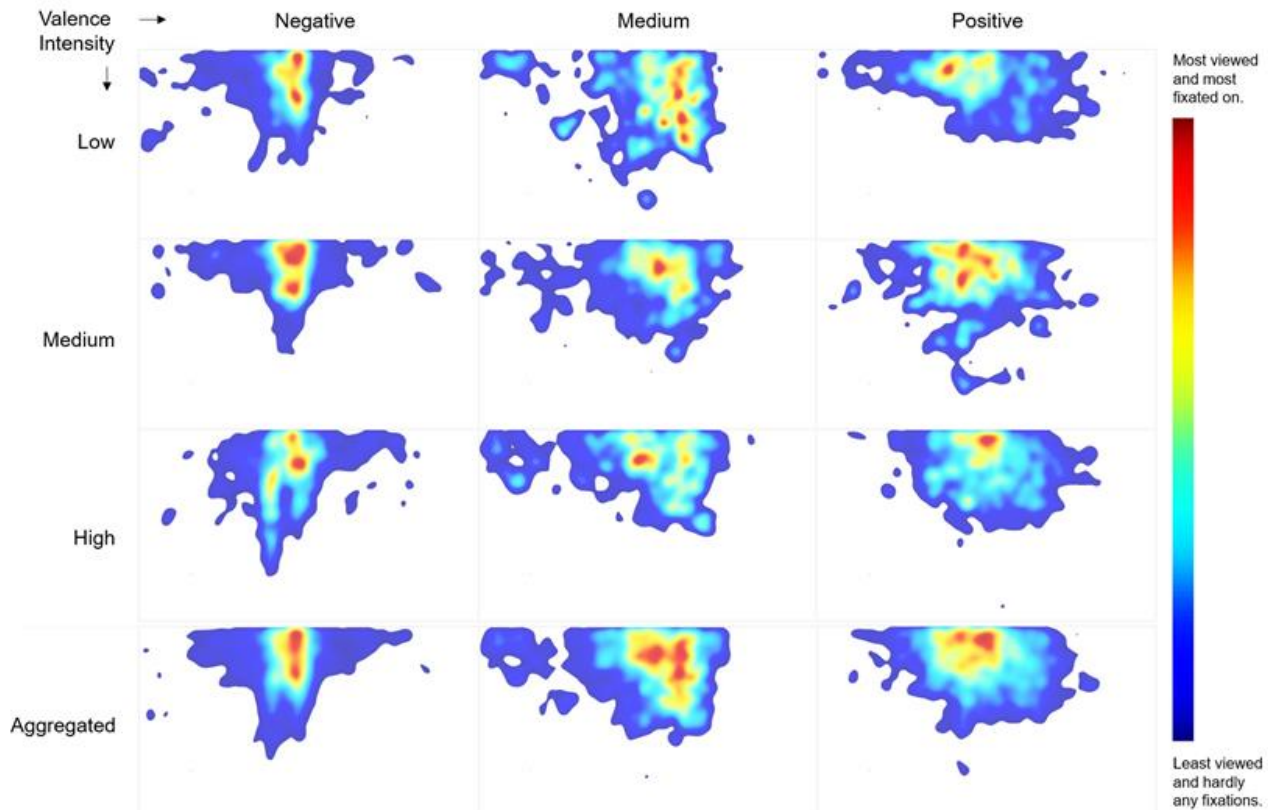 Valence →
Intensity
↓
Negative
Medium
Positive
Low
Medium
High
Aggregated
Most viewed
and most
fixated on.
Least viewed
and hardly
any fixations.